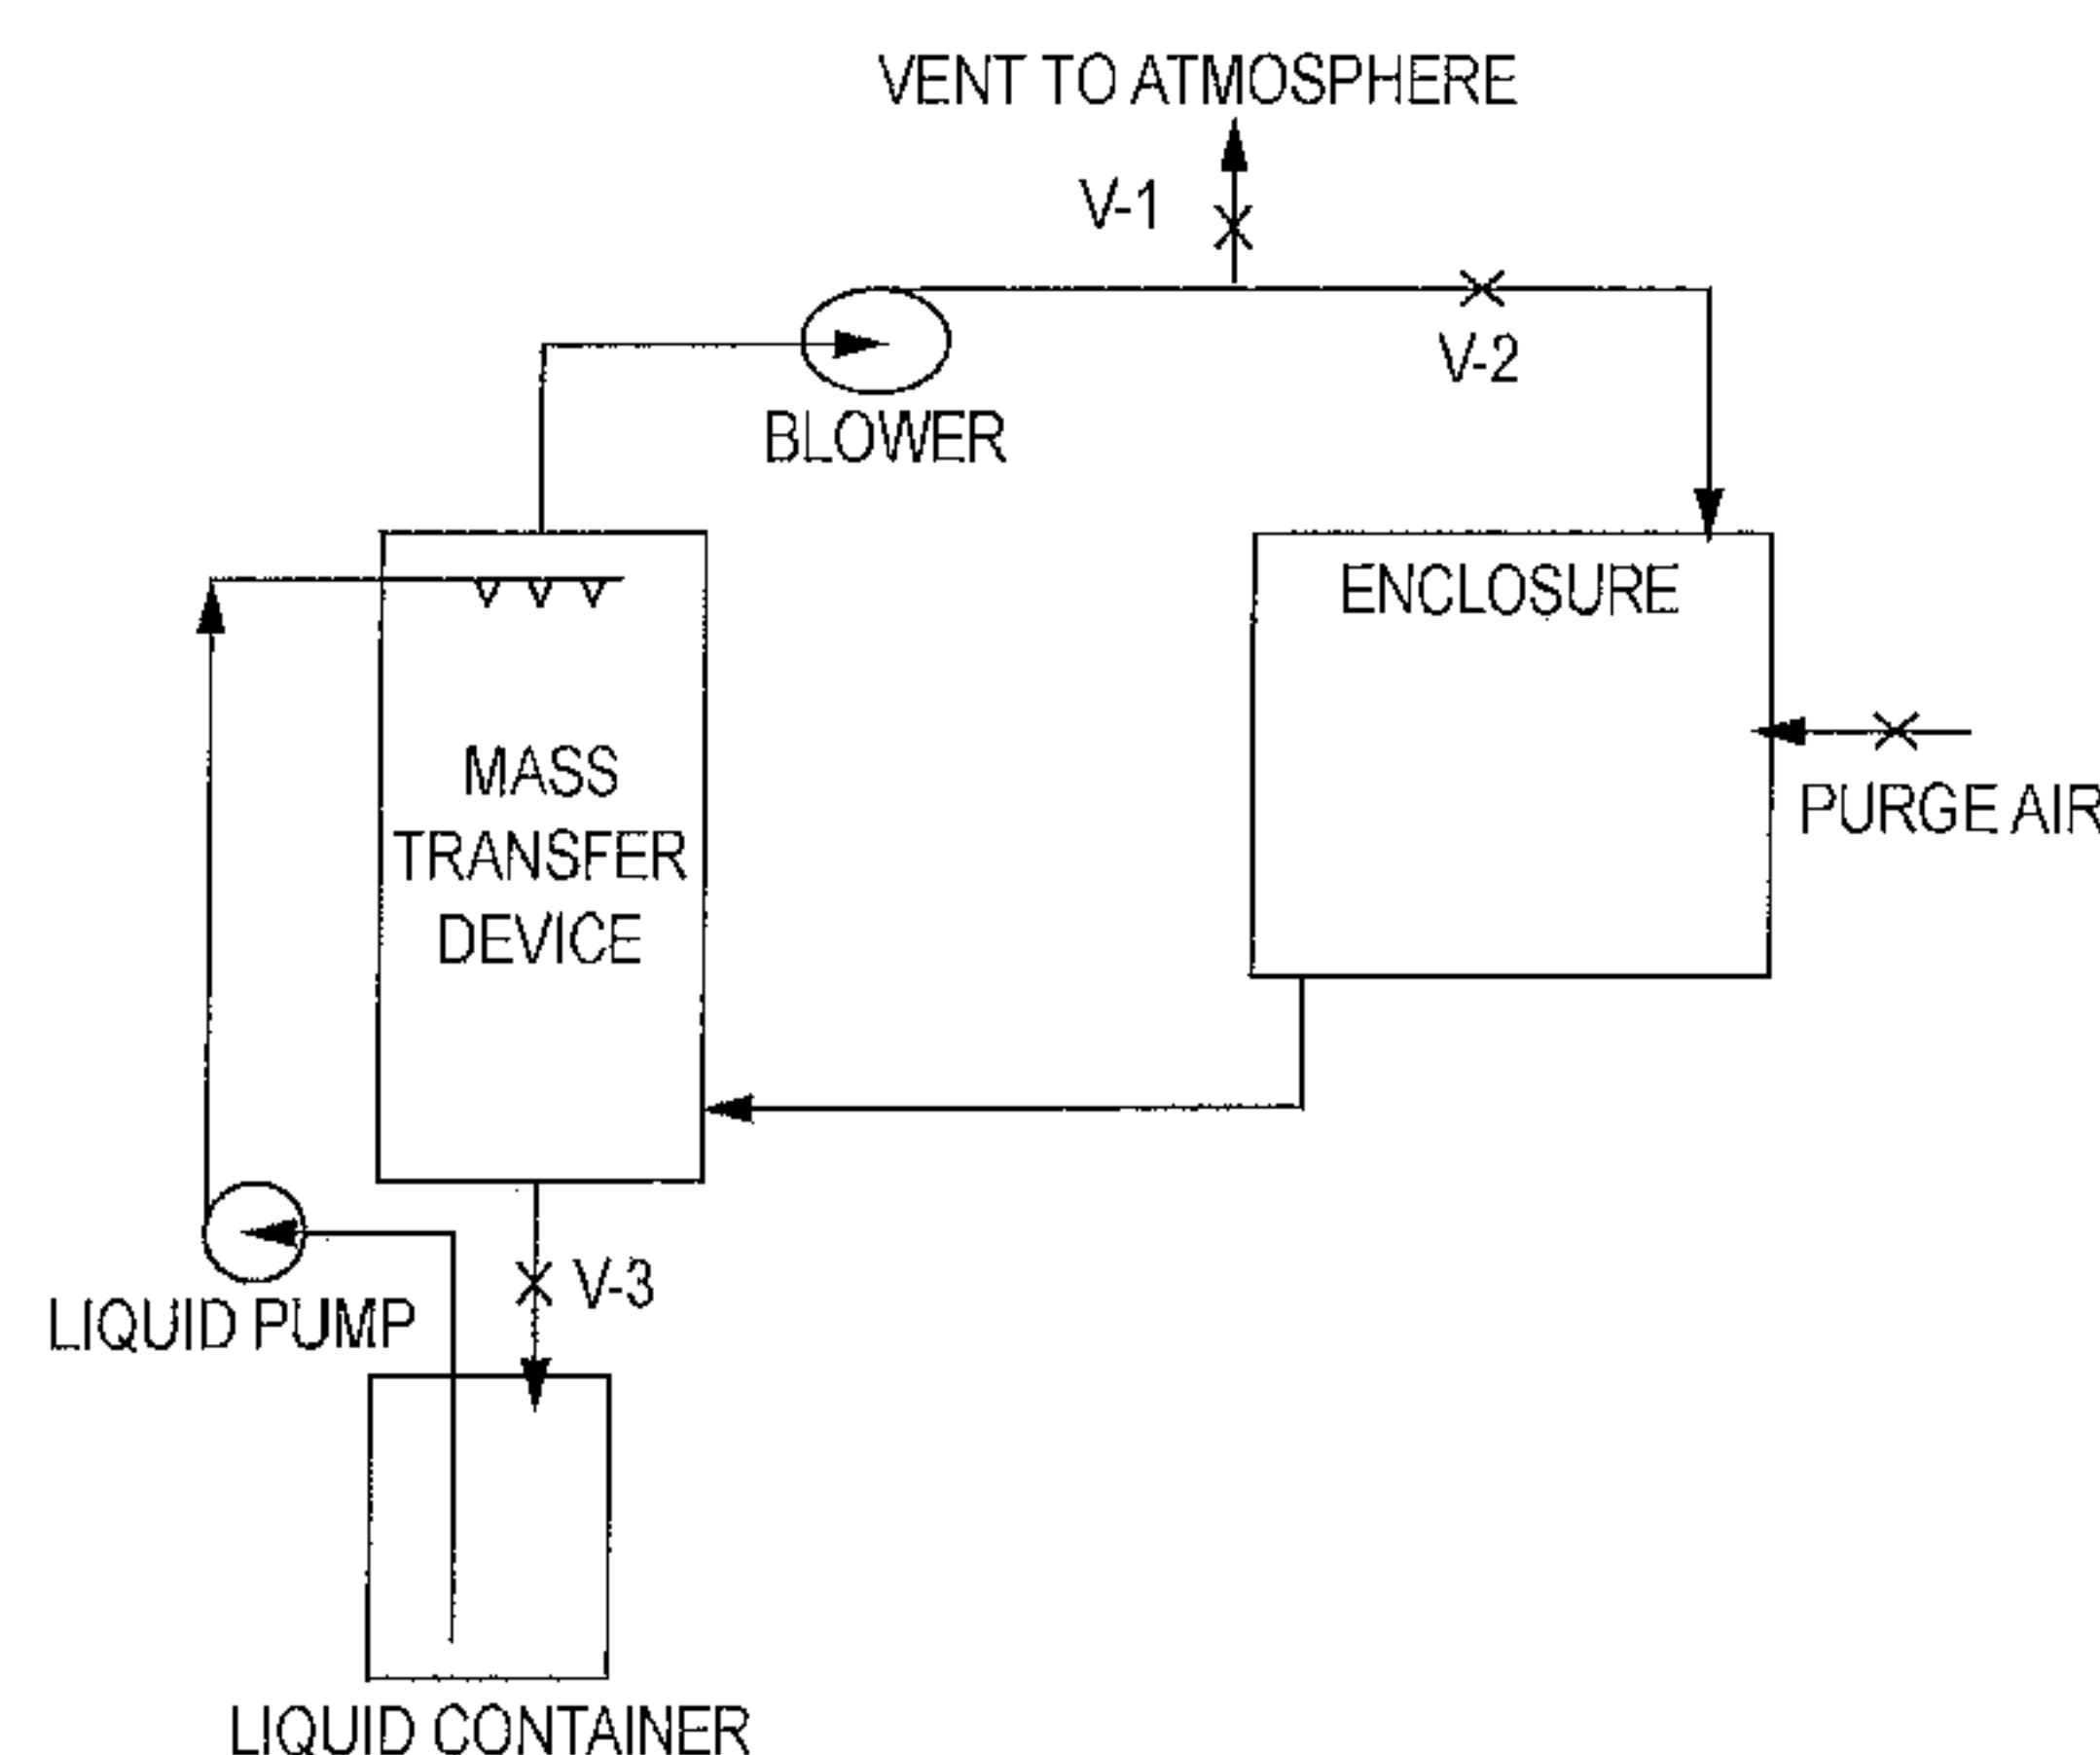 VENT TO ATMOSPHERE
V-1
V-2
BLOWER
ENCLOSURE
MASS
TRANSFER
DEVICE
PURGE AIR
V-3
LIQUID PUMP
LIQUID CONTAINER